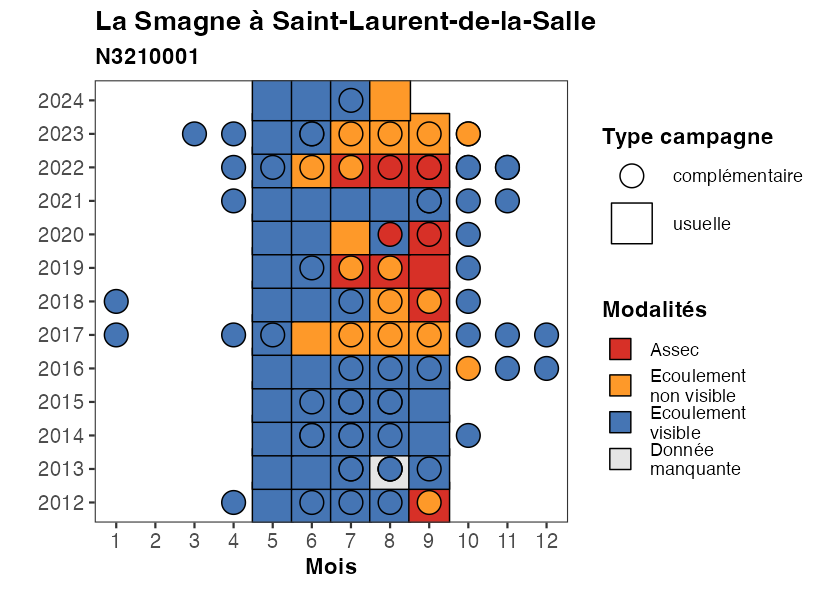 La Smagne à Saint-Laurent-de-la-Salle
N3210001
2024
2023
2022
2021
2020
2019
2018
2017
2016
2015
2014
2013
2012
1 2 3 4 5 6 7 8 9 10 11 12
Mois
Type campagne
complémentaire
usuelle
Modalités
Assec
Ecoulement
non visible
Ecoulement
visible
Donnée
manquante